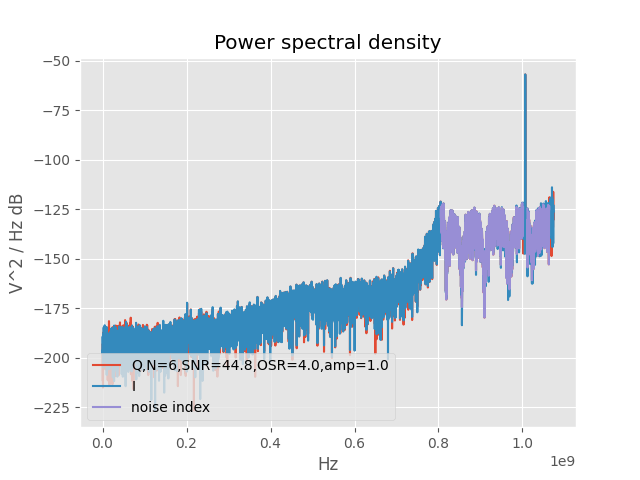 Power spectral density
V^2 / Hz dB
−50
−75
−100
−125
−150
−175
−200
−225
Q,N=6,SNR=44.8,OSR=4.0,amp=1.0
I
noise index
0.0 0.2 0.4 0.6 0.8 1.0
1e9
Hz